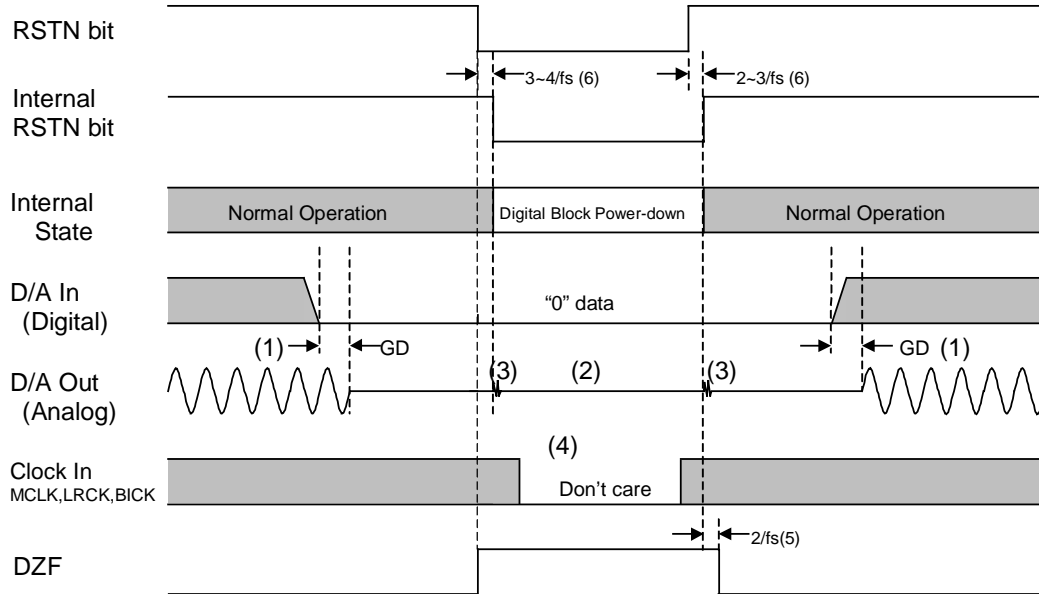 RSTN bit
3~4/fs (6)
2~3/fs (6)
Internal
RSTN bit
Internal
State
Normal Operation
Digital Block Power-down
Normal Operation
D/A In
(Digital)
“0” data
(1)
GD
GD
(1)
D/A Out
(Analog)
(3)
(2)
(3)
(4)
Clock In
MCLK,LRCK,BICK
Don’t care
2/fs(5)
DZF